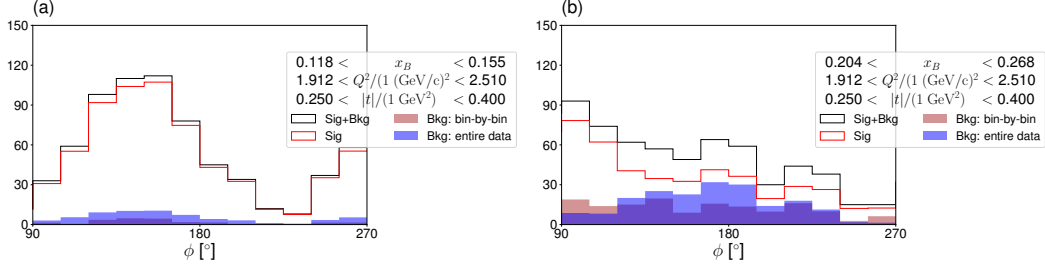 (a)
150
120
90
60
30
0
90
180
270
ϕ [°]
0.118 < x_B < 0.155
1.912 < Q²/(1 (GeV/c)² < 2.510
0.250 < |t|/(1 GeV²) < 0.400
Sig+Bkg
Sig
Bkg: bin-by-bin
Bkg: entire data
(b)
150
120
90
60
30
0
90
180
270
ϕ [°]
0.204 < x_B < 0.268
1.912 < Q²/(1 (GeV/c)² < 2.510
0.250 < |t|/(1 GeV²) < 0.400
Sig+Bkg
Sig
Bkg: bin-by-bin
Bkg: entire data